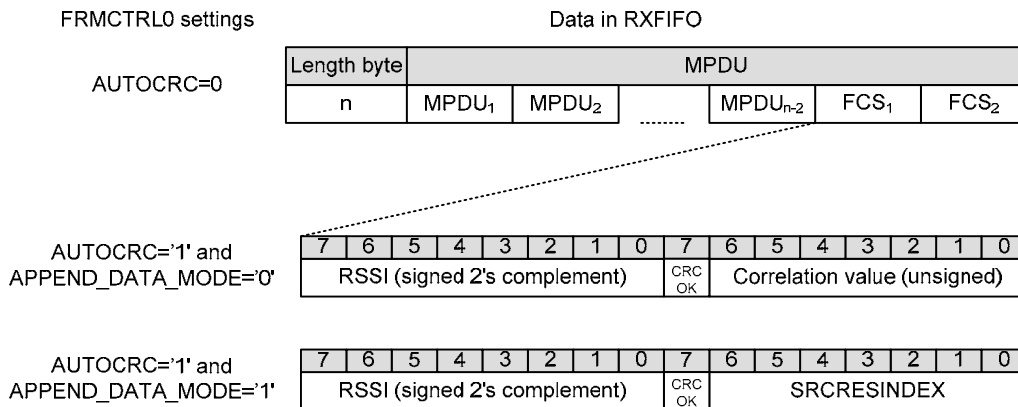 FRMCTRL0 settings Data in RXFIFO
Length byte MPDU
AUTOCRC=0
n MPDU1 MPDU2 ........ MPDUn-2 FCS1 FCS2
7 6 5 4 3 2 1 0 7 6 5 4 3 2 1 0
AUTOCRC='1' and
APPEND_DATA_MODE='0'
RSSI (signed 2's complement) CRC OK Correlation value (unsigned)
7 6 5 4 3 2 1 0 7 6 5 4 3 2 1 0
AUTOCRC='1' and
APPEND_DATA_MODE='1'
RSSI (signed 2's complement) CRC OK SRCRESINDEX